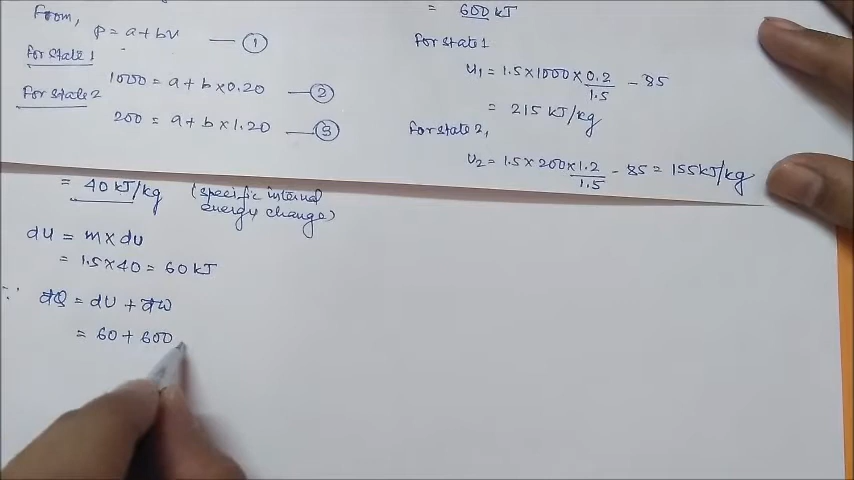 From,
p = a + bv — ①
For state 1
1000 = a + b × 0.20 — ②
For state 2
200 = a + b × 1.20 — ③
= 600 kJ
For state 1
u₁ = 1.5 × 1000 × 0.2/1.5 - 85
= 215 kJ/kg
For state 2,
u₂ = 1.5 × 200 × 1.2/1.5 - 85 = 155 kJ/kg
= 40 kJ/kg (specific internal
energy change)
dU = m × du
= 1.5 × 40 = 60 kJ
∵ đQ = dU + đW
= 60 + 600